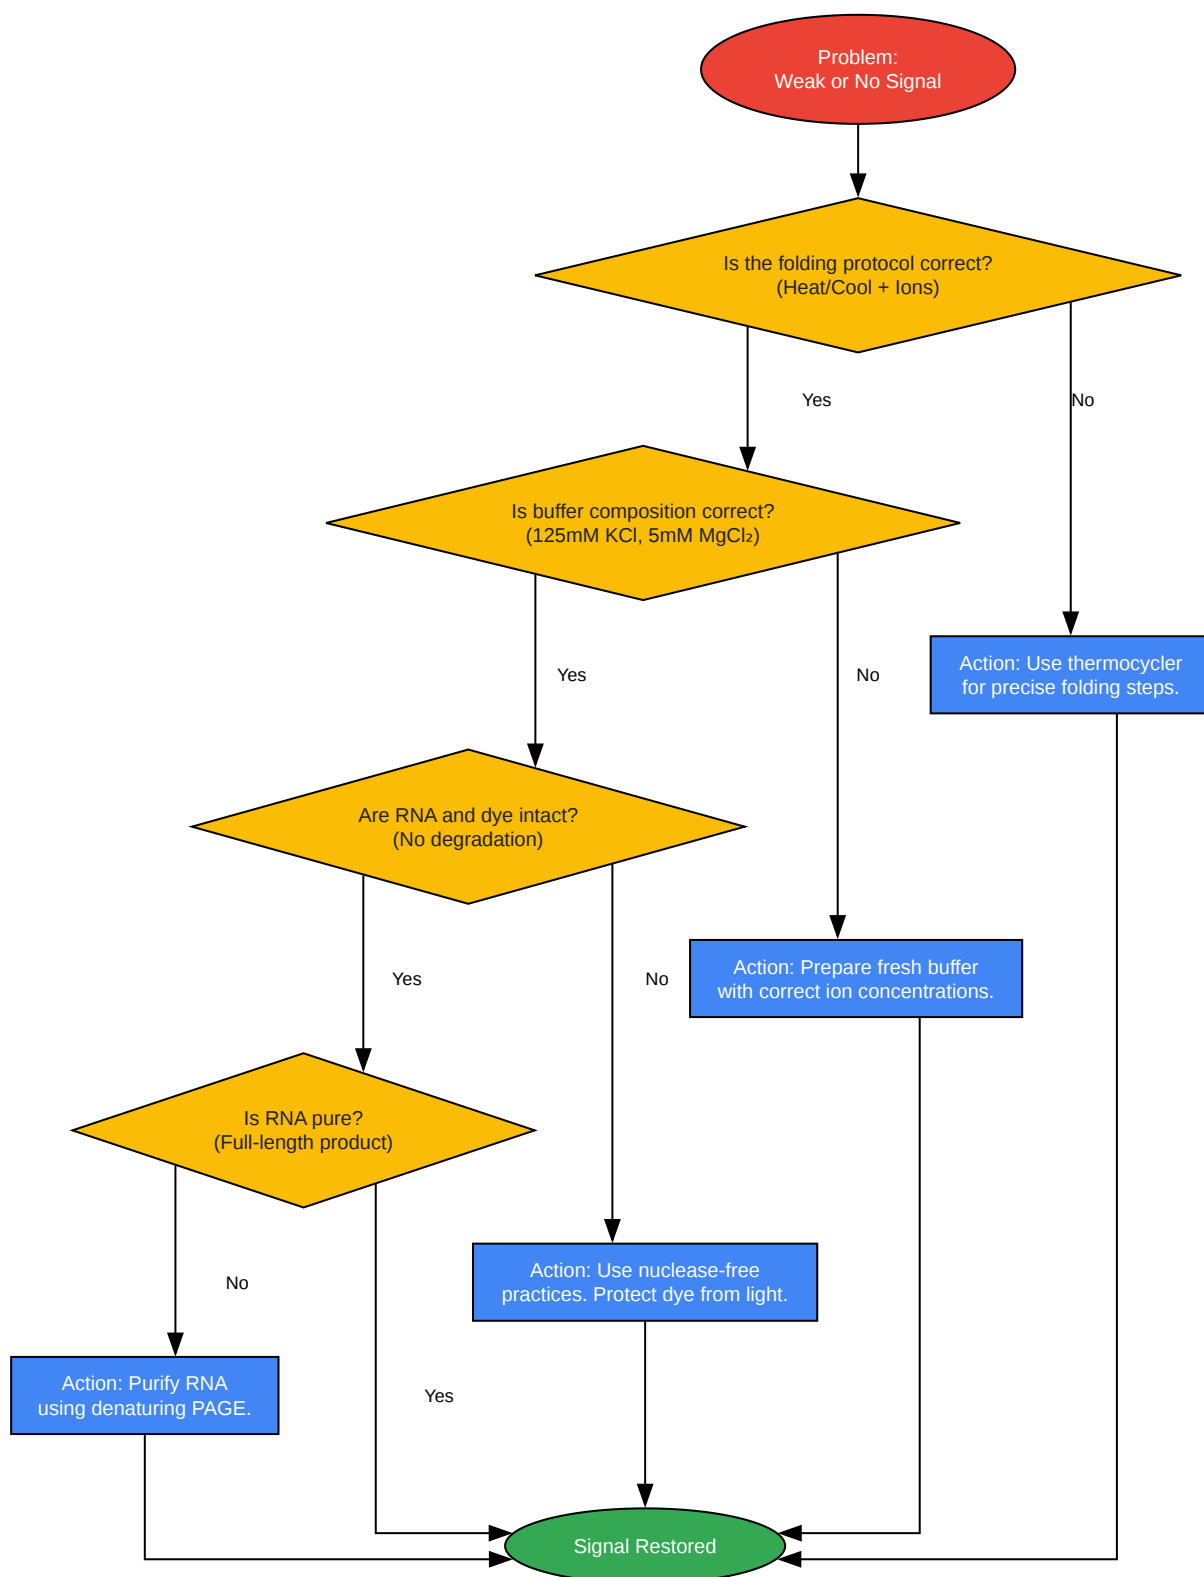 Problem:
Weak or No Signal
Is the folding protocol correct?
(Heat/Cool + Ions)
Yes
No
Is buffer composition correct?
(125mM KCl, 5mM MgCl₂)
Yes
No
Action: Use thermocycler
for precise folding steps.
Are RNA and dye intact?
(No degradation)
Yes
No
Action: Prepare fresh buffer
with correct ion concentrations.
Is RNA pure?
(Full-length product)
No
Yes
Action: Use nuclease-free
practices. Protect dye from light.
Action: Purify RNA
using denaturing PAGE.
Signal Restored